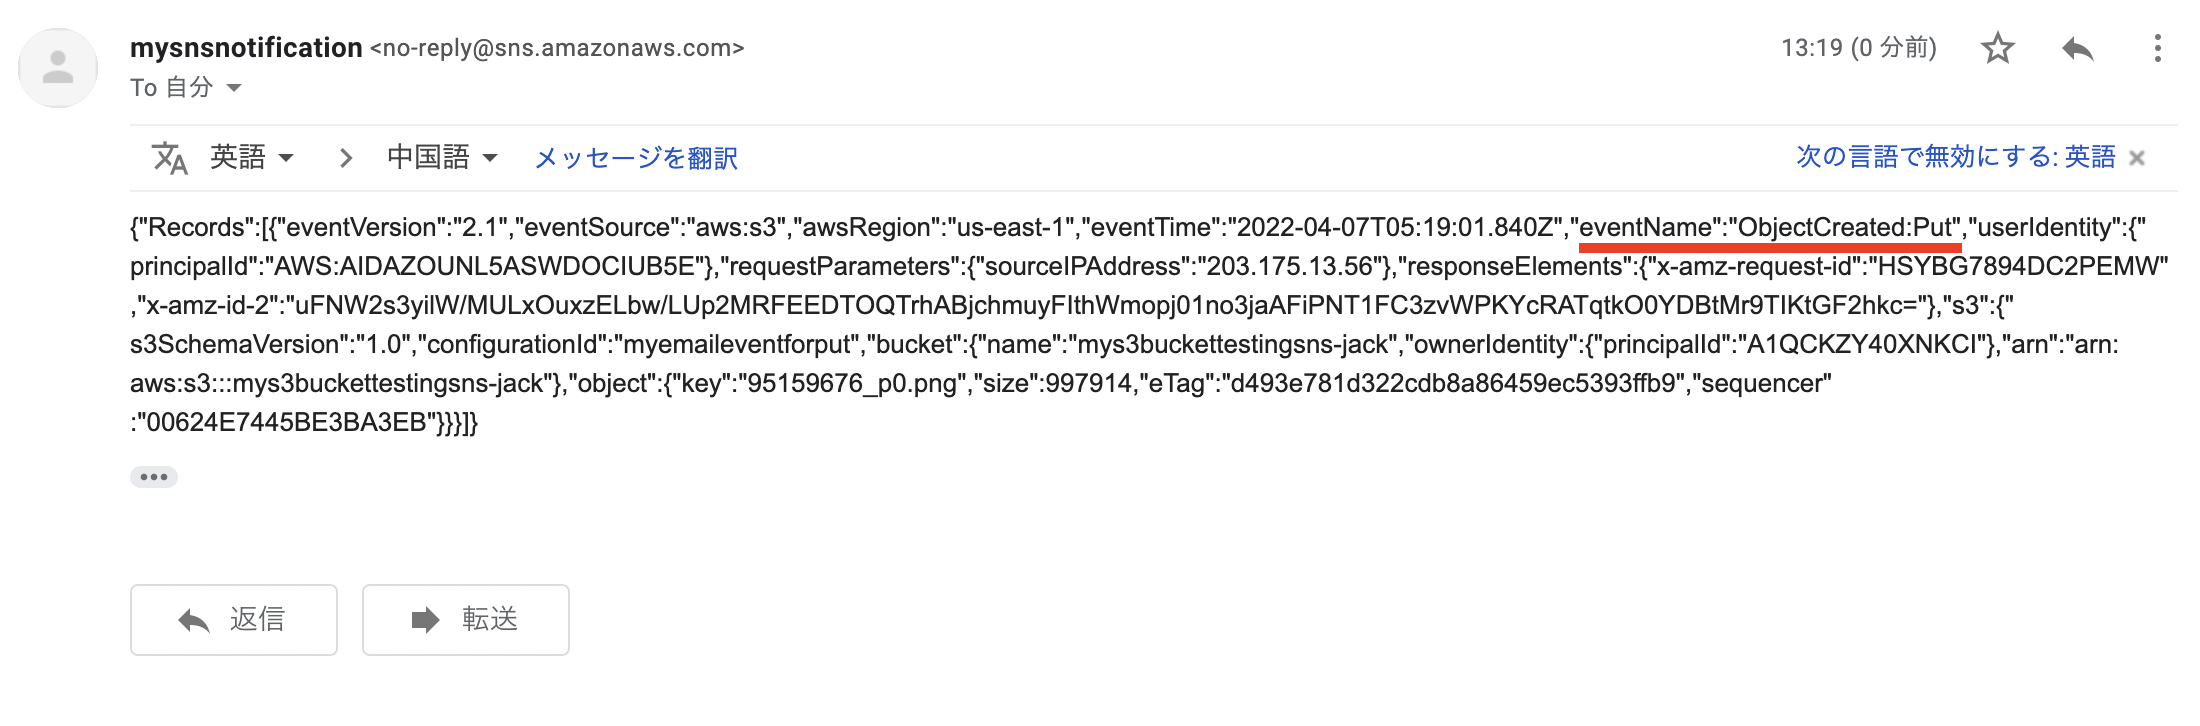 mysnsnotification <no-reply@sns.amazonaws.com>
13:19 (0 分前)
To 自分
英語
中国語
メッセージを翻訳
次の言語で無効にする: 英語
{"Records":[{"eventVersion":"2.1","eventSource":"aws:s3","awsRegion":"us-east-1","eventTime":"2022-04-07T05:19:01.840Z","eventName":"ObjectCreated:Put","userIdentity":{"
principalId":"AWS:AIDAZOUNL5ASWDOCIUB5E"},"requestParameters":{"sourceIPAddress":"203.175.13.56"},"responseElements":{"x-amz-request-id":"HSYBG7894DC2PEMW"
,"x-amz-id-2":"uFNW2s3yilW/MULxOuxzELbw/LUp2MRFEEDTOQTrhABjchmuyFIthWmopj01no3jaAFiPNT1FC3zvWPKYcRATqtkO0YDBtMr9TIKtGF2hkc="},"s3":{"
s3SchemaVersion":"1.0","configurationId":"myemaileventforput","bucket":{"name":"mys3buckettestingsns-jack","ownerIdentity":{"principalId":"A1QCKZY40XNKCI"},"arn":"arn:
aws:s3:::mys3buckettestingsns-jack"},"object":{"key":"95159676_p0.png","size":997914,"eTag":"d493e781d322cdb8a86459ec5393ffb9","sequencer"
:"00624E7445BE3BA3EB"}}}]}
返信
転送